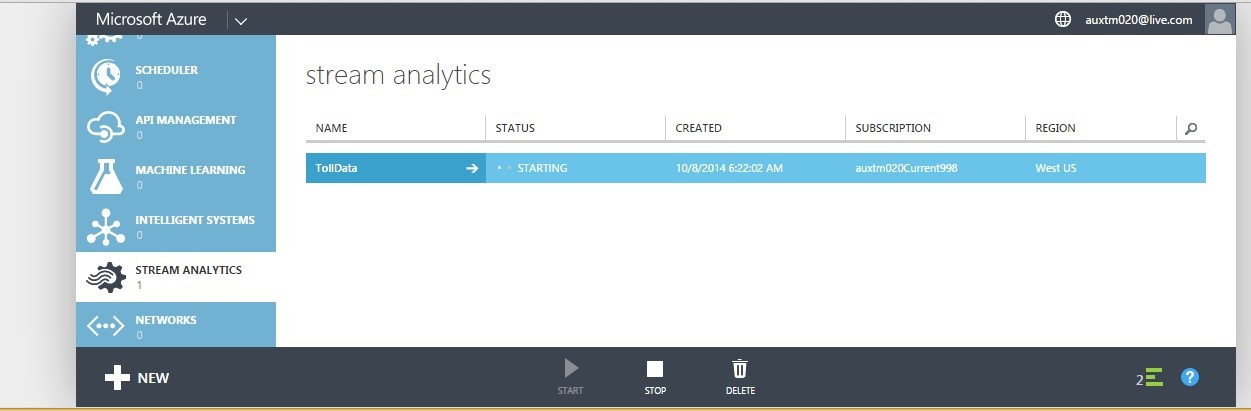 Microsoft Azure
auxtm020@live.com
0
SCHEDULER
0
API MANAGEMENT
0
MACHINE LEARNING
0
INTELLIGENT SYSTEMS
0
STREAM ANALYTICS
1
NETWORKS
0
stream analytics
NAME STATUS CREATED SUBSCRIPTION REGION
TollData STARTING 10/8/2014 6:22:02 AM auxtm020Current998 West US
NEW START STOP DELETE 2 ?